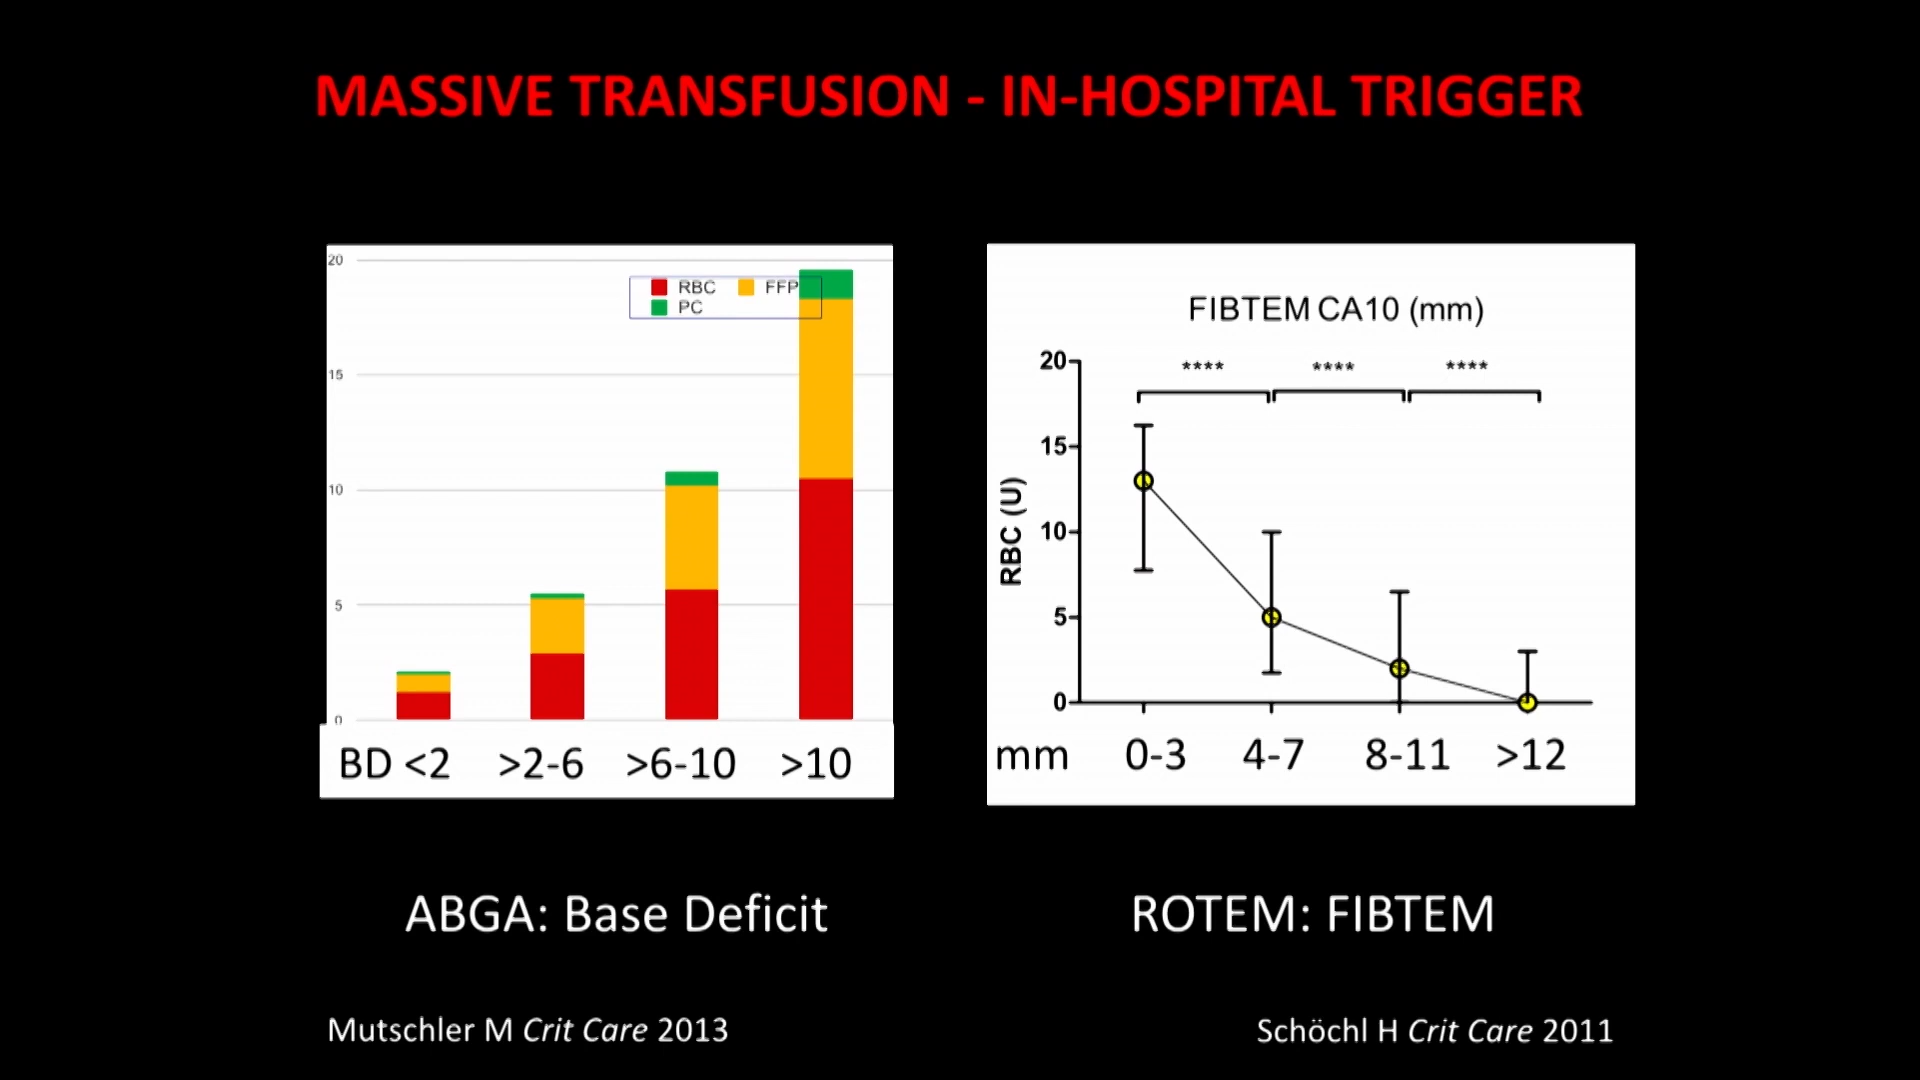 MASSIVE TRANSFUSION - IN-HOSPITAL TRIGGER
20
15
10
5
0
RBC FFP
PC
BD <2 >2-6 >6-10 >10
FIBTEM CA10 (mm)
**** **** ****
20
15
10
5
0
RBC (U)
mm 0-3 4-7 8-11 >12
ABGA: Base Deficit
ROTEM: FIBTEM
Mutschler M Crit Care 2013
Schöchl H Crit Care 2011